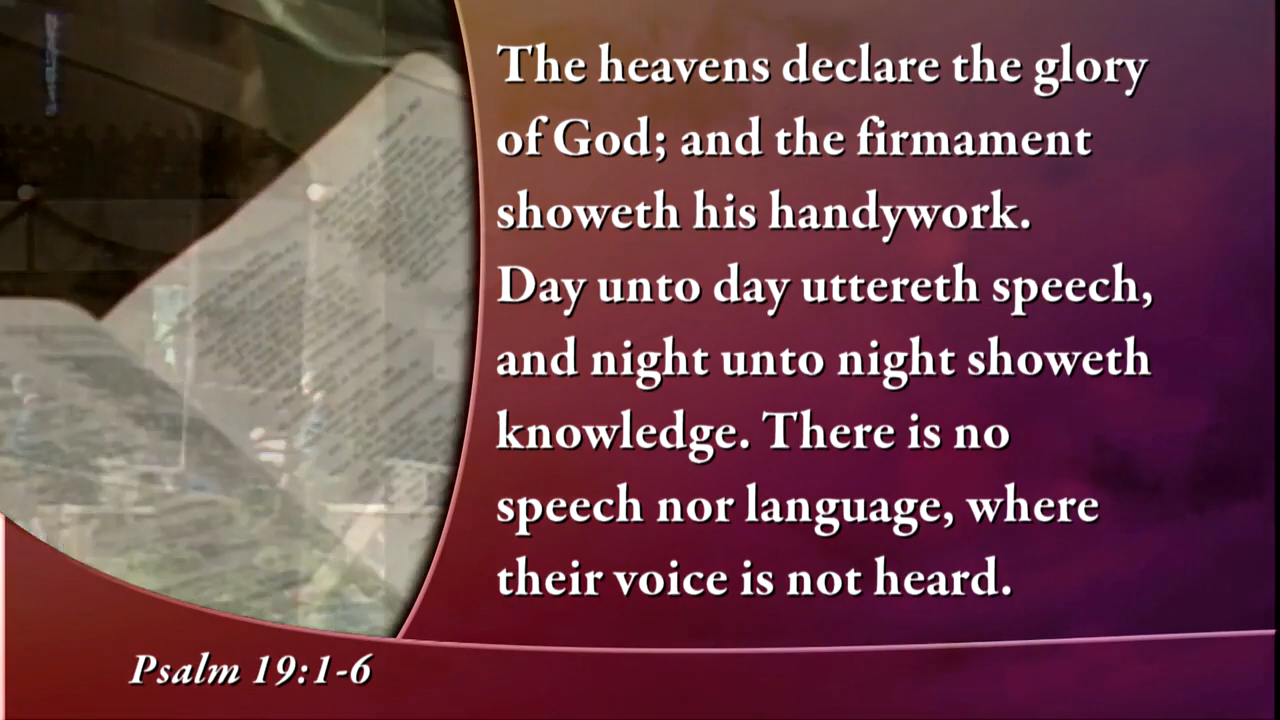 The heavens declare the glory
of God; and the firmament
showeth his handywork.
Day unto day uttereth speech,
and night unto night showeth
knowledge. There is no
speech nor language, where
their voice is not heard.
Psalm 19:1-6